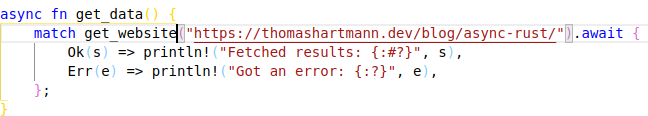 async fn get_data() {
    match get_website("https://thomashartmann.dev/blog/async-rust/").await {
        Ok(s) => println!("Fetched results: {:#?}", s),
        Err(e) => println!("Got an error: {:?}", e),
    };
}